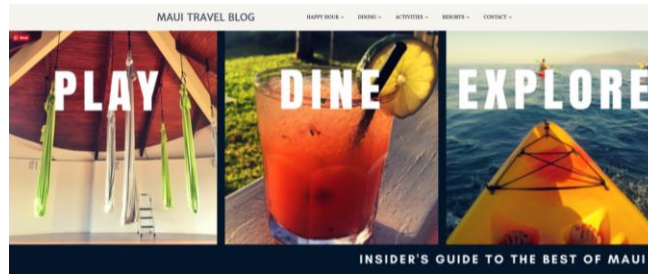 MAUI TRAVEL BLOG
HAPPY HOUR DINING ACTIVITIES RESORTS CONTACT
PLAY DINE EXPLORE
INSIDER'S GUIDE TO THE BEST OF MAUI